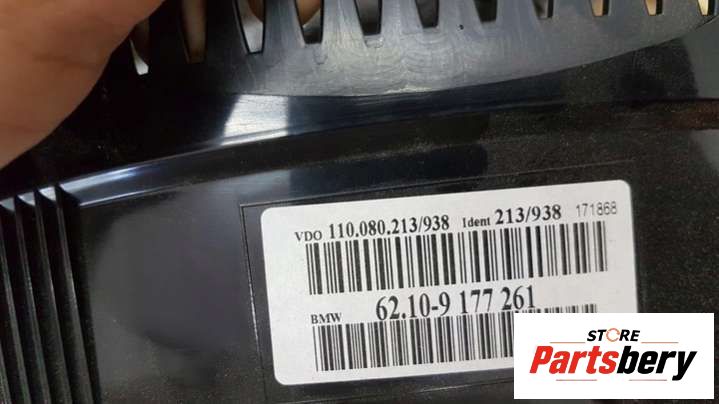 VDO 110.080.213/938 Ident 213/938 171868
BMW 62.10-9 177 261
STORE
Partsbery